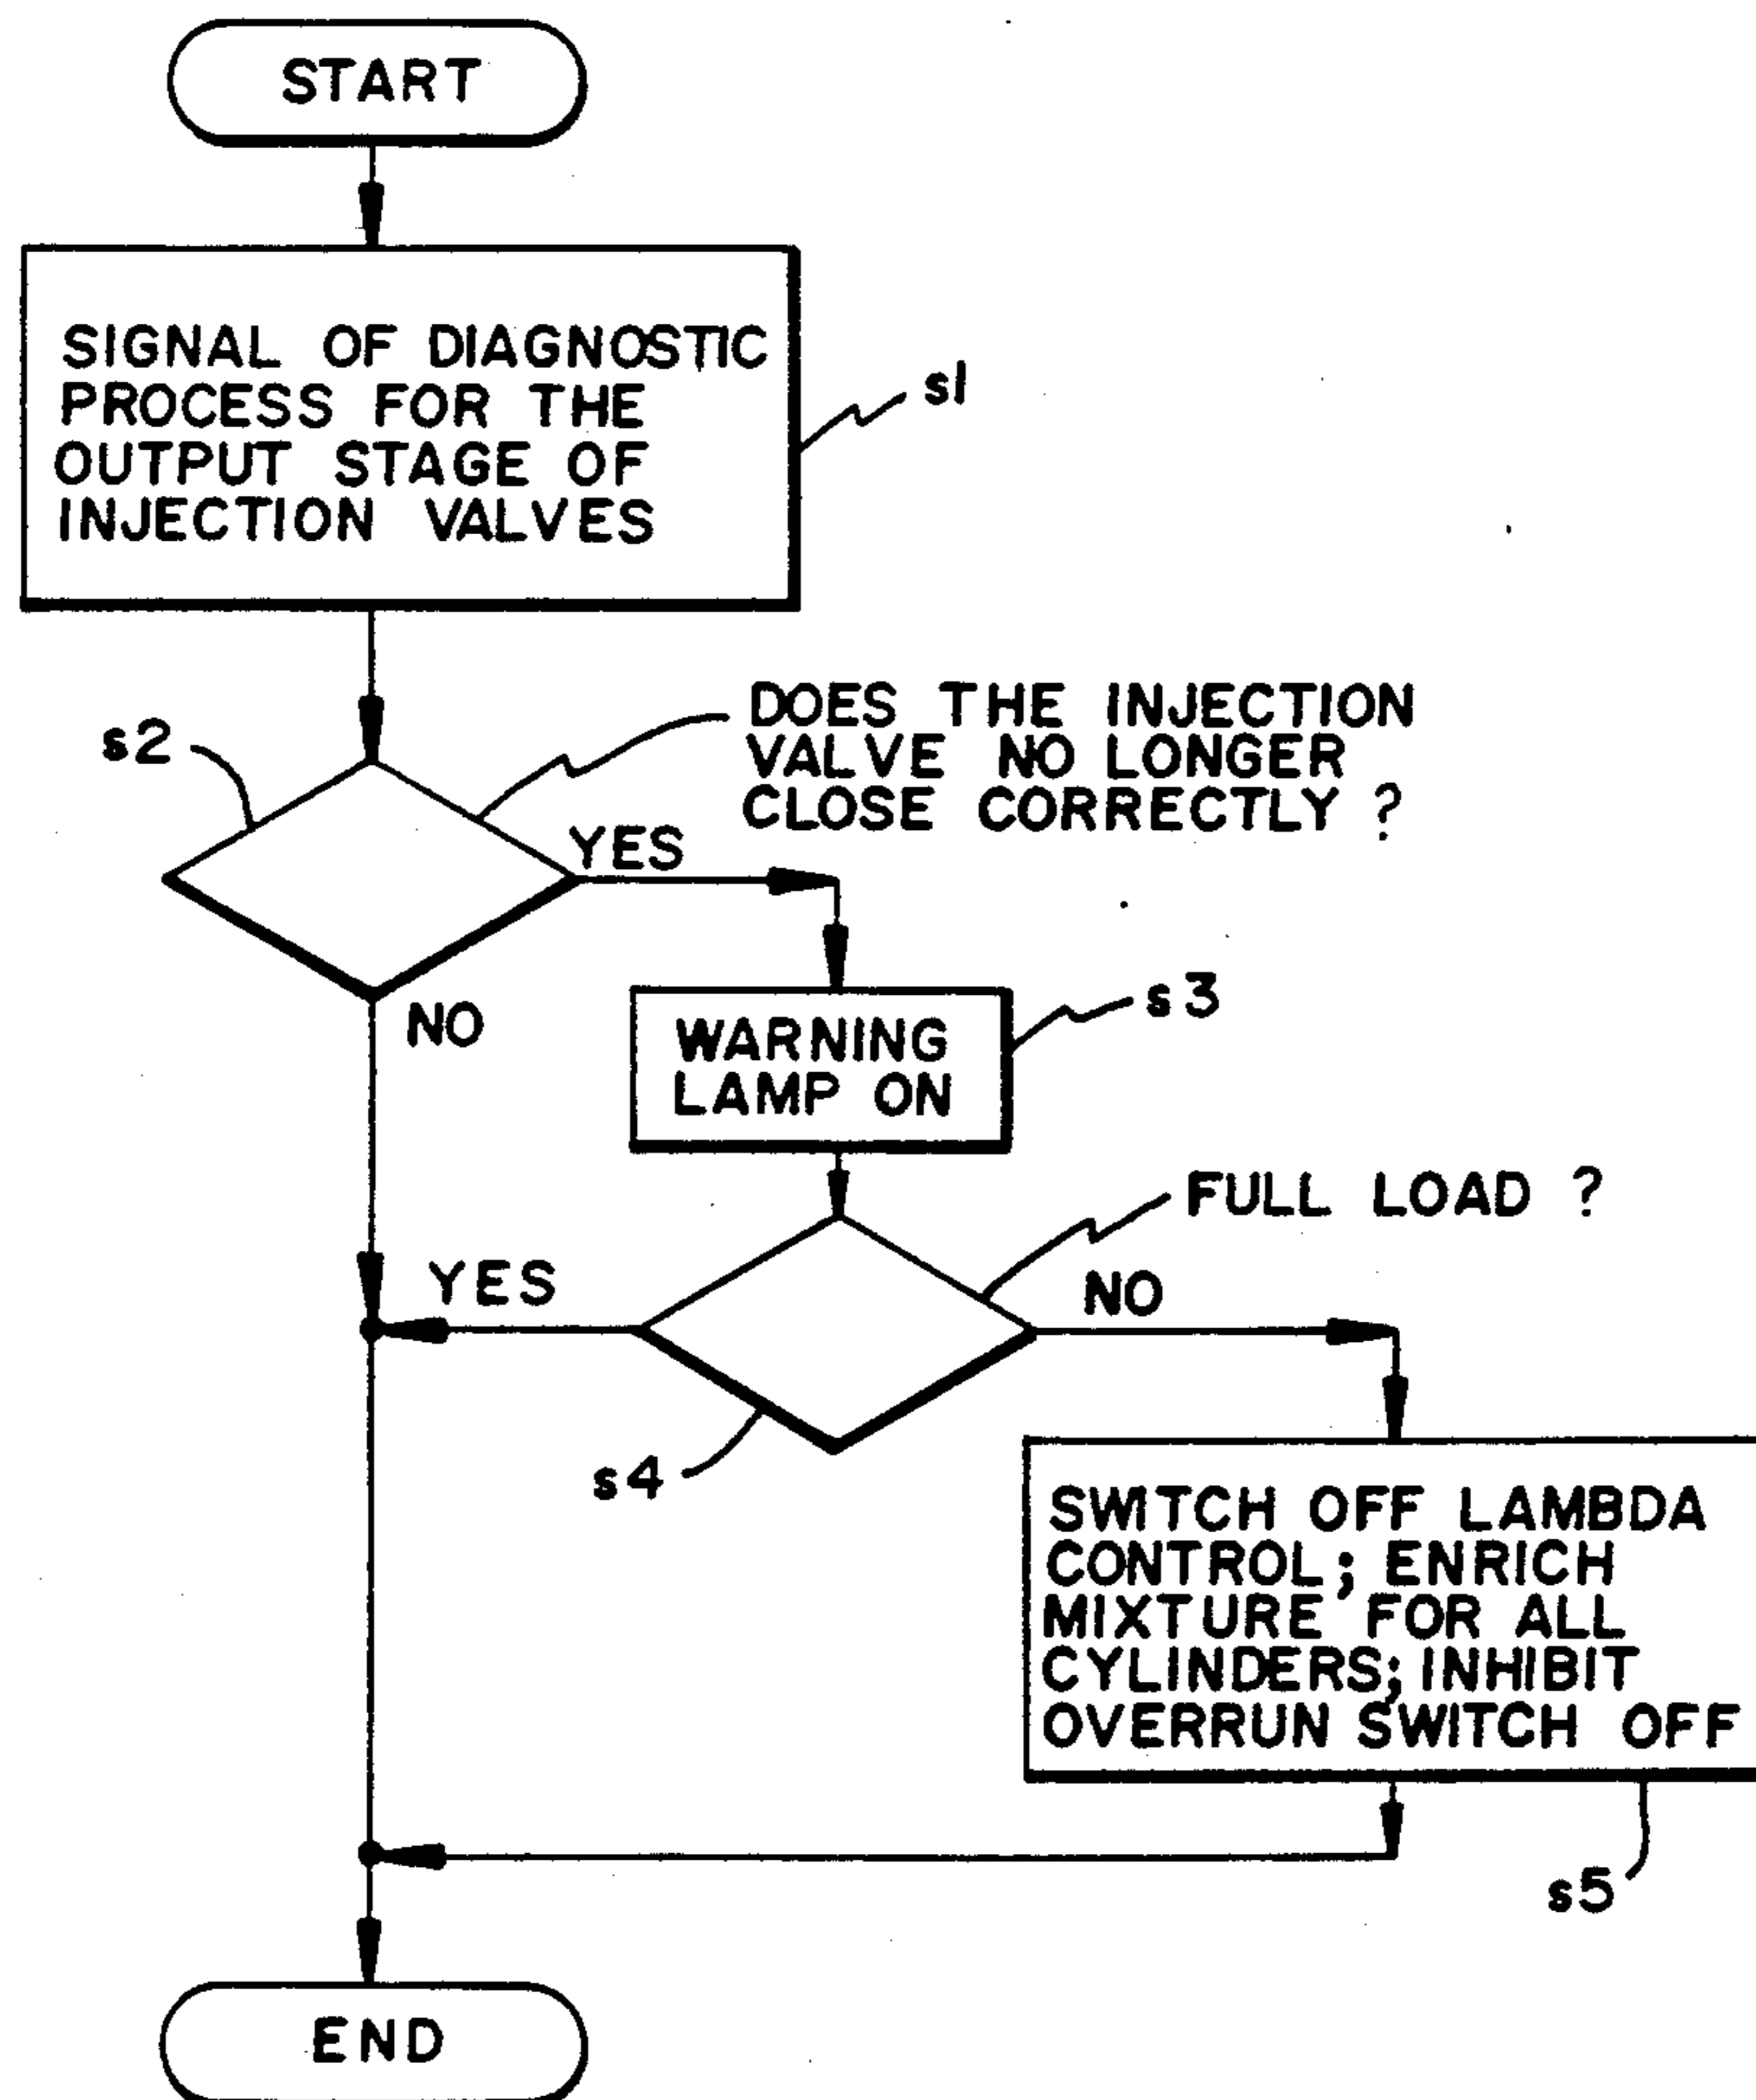 START
SIGNAL OF DIAGNOSTIC
PROCESS FOR THE
OUTPUT STAGE OF
INJECTION VALVES
s1
s2
DOES THE INJECTION
VALVE NO LONGER
CLOSE CORRECTLY ?
YES
NO
WARNING
LAMP ON
s3
FULL LOAD ?
YES
NO
s4
SWITCH OFF LAMBDA
CONTROL; ENRICH
MIXTURE FOR ALL
CYLINDERS; INHIBIT
OVERRUN SWITCH OFF
s5
END